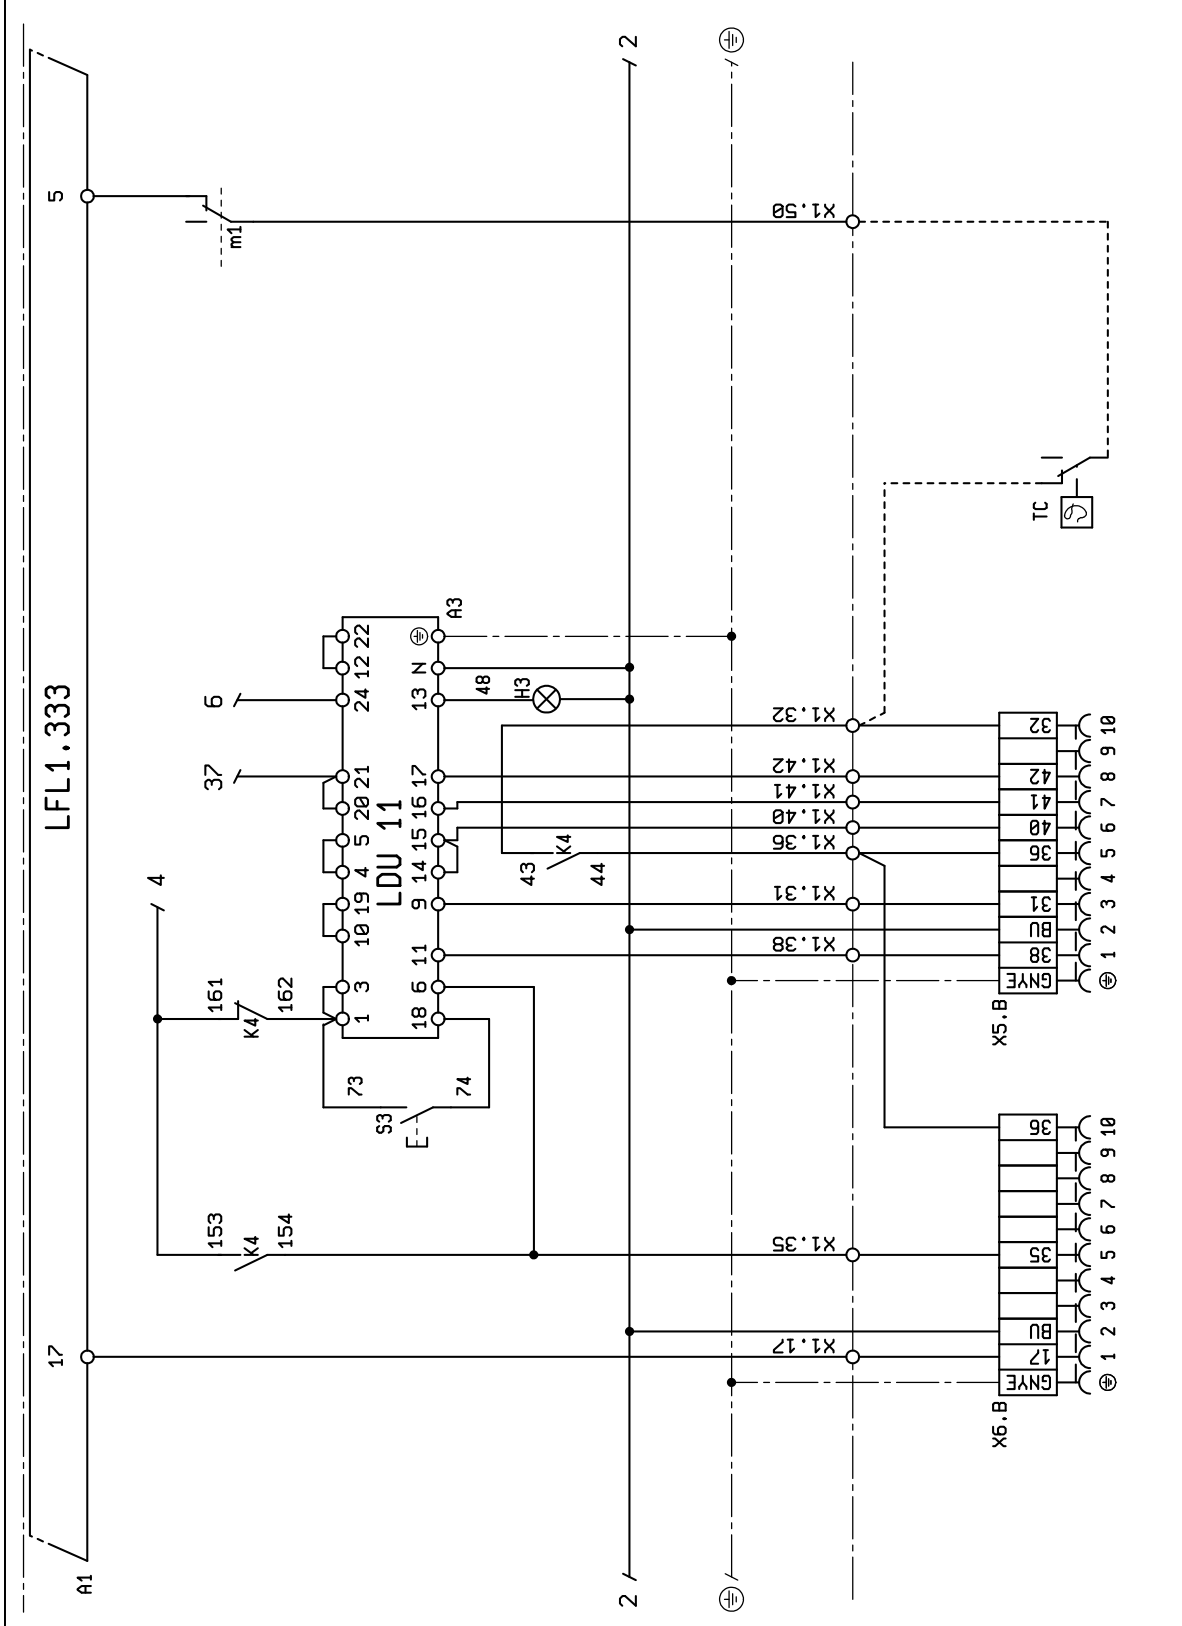 LFL1.333
A1
17
5
4
37
6
m1
2
2
153
K4
154
161
K4
162
1
3
10
19
4
5
20
21
24
12
22
LDU 11
18
6
11
9
14
15
16
17
13
N
A3
73
S3
74
48
H3
43
K4
44
X1.17
X1.35
X1.38
X1.31
X1.36
X1.40
X1.41
X1.42
X1.32
X1.50
TC
X6.B
GNYE
17
BU
35
36
1
2
3
4
5
6
7
8
9
10
X5.B
GNYE
38
BU
31
36
40
41
42
32
1
2
3
4
5
6
7
8
9
10